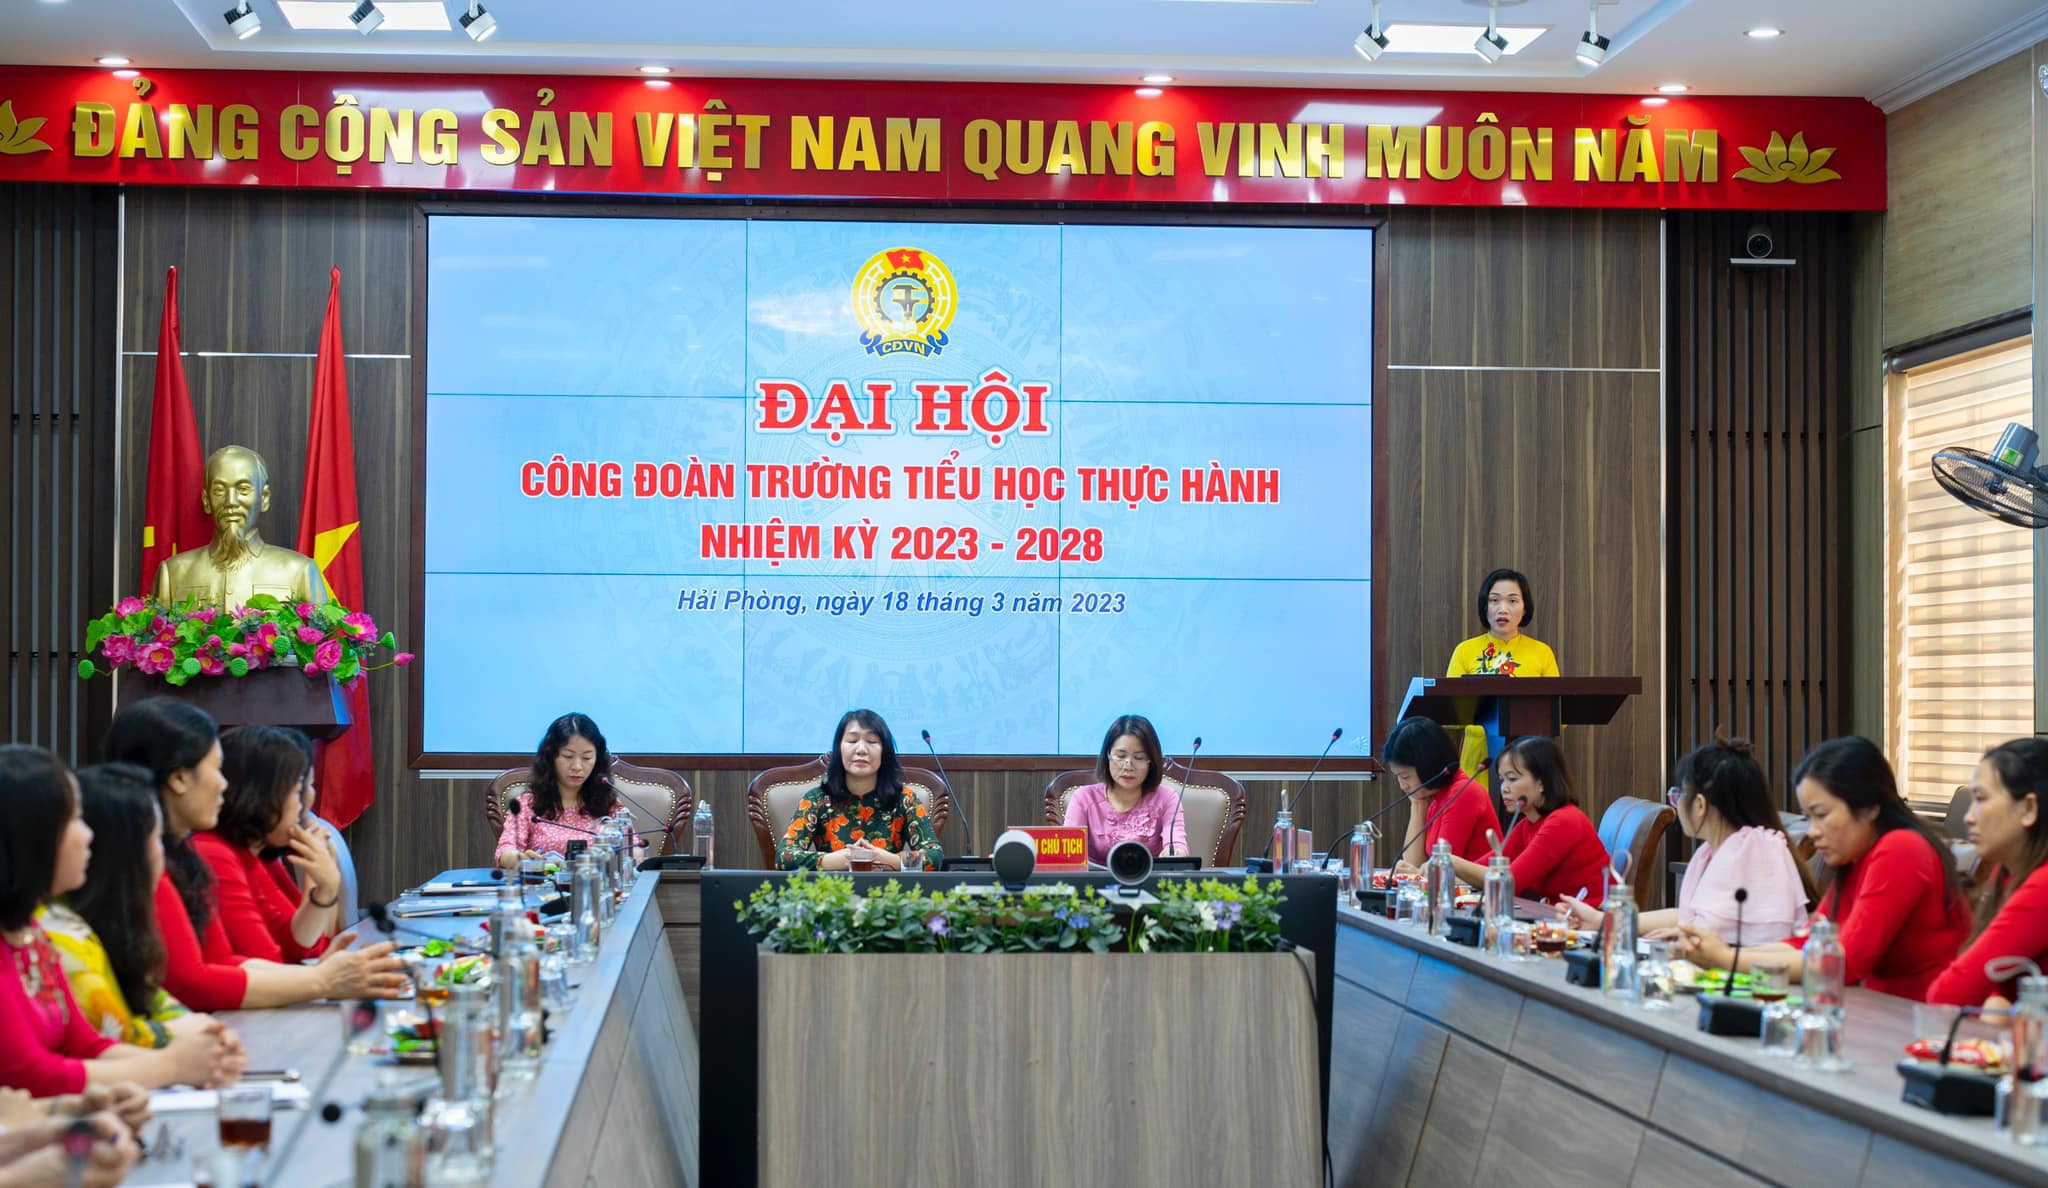 ĐẢNG CỘNG SẢN VIỆT NAM QUANG VINH MUÔN NĂM
CĐVN
ĐẠI HỘI
CÔNG ĐOÀN TRƯỜNG TIỂU HỌC THỰC HÀNH
NHIỆM KỲ 2023 - 2028
Hải Phòng, ngày 18 tháng 3 năm 2023
CHỦ TỊCH